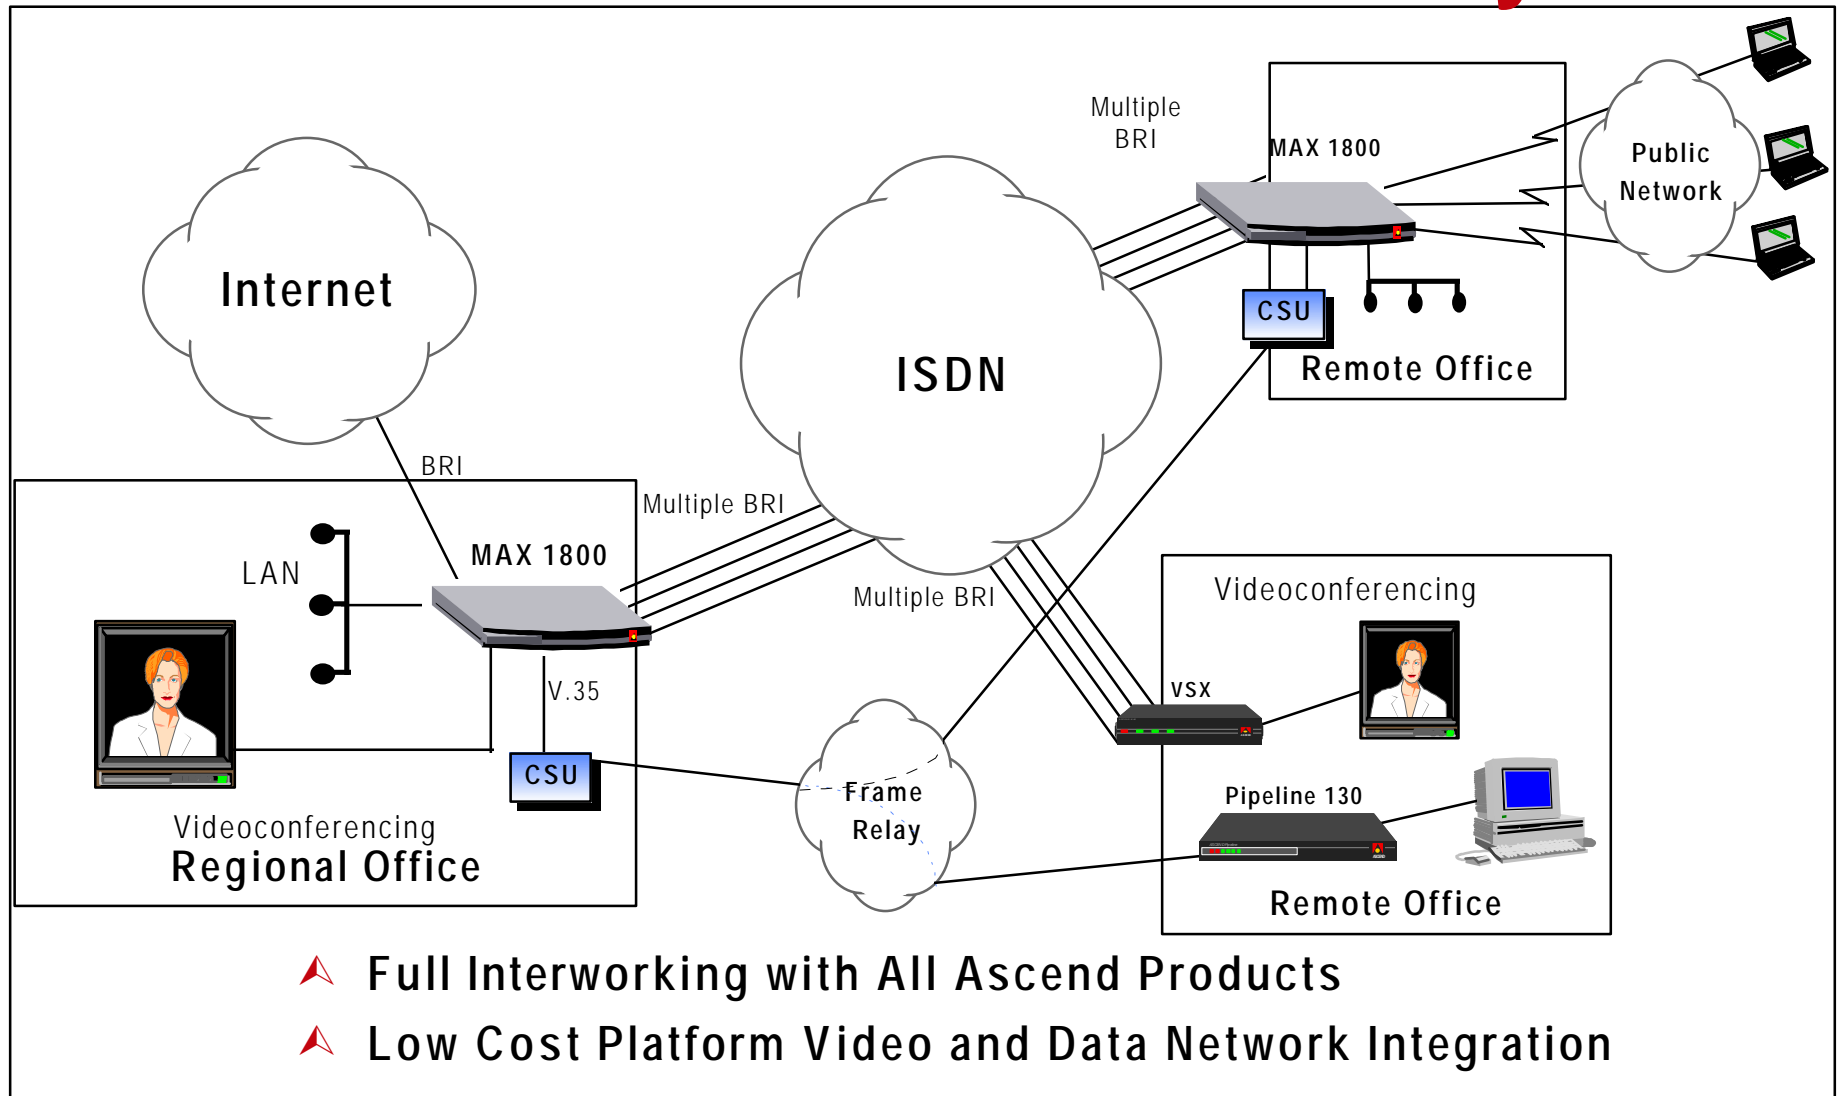 Multiple
BRI
MAX 1800
Public
Network
Internet
CSU
ISDN
Remote Office
BRI
Multiple BRI
MAX 1800
LAN
Multiple BRI
Videoconferencing
V.35
VSX
CSU
Frame
Relay
Pipeline 130
Videoconferencing
Regional Office
Remote Office
Full Interworking with All Ascend Products
Low Cost Platform Video and Data Network Integration